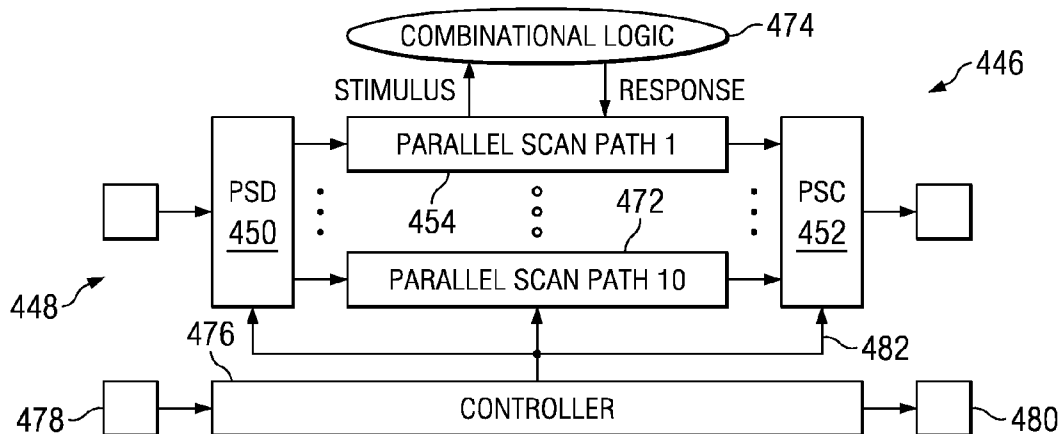 COMBINATIONAL LOGIC
474
446
STIMULUS
RESPONSE
PARALLEL SCAN PATH 1
PSD
450
454
472
PSC
452
PARALLEL SCAN PATH 10
448
476
482
478
CONTROLLER
480